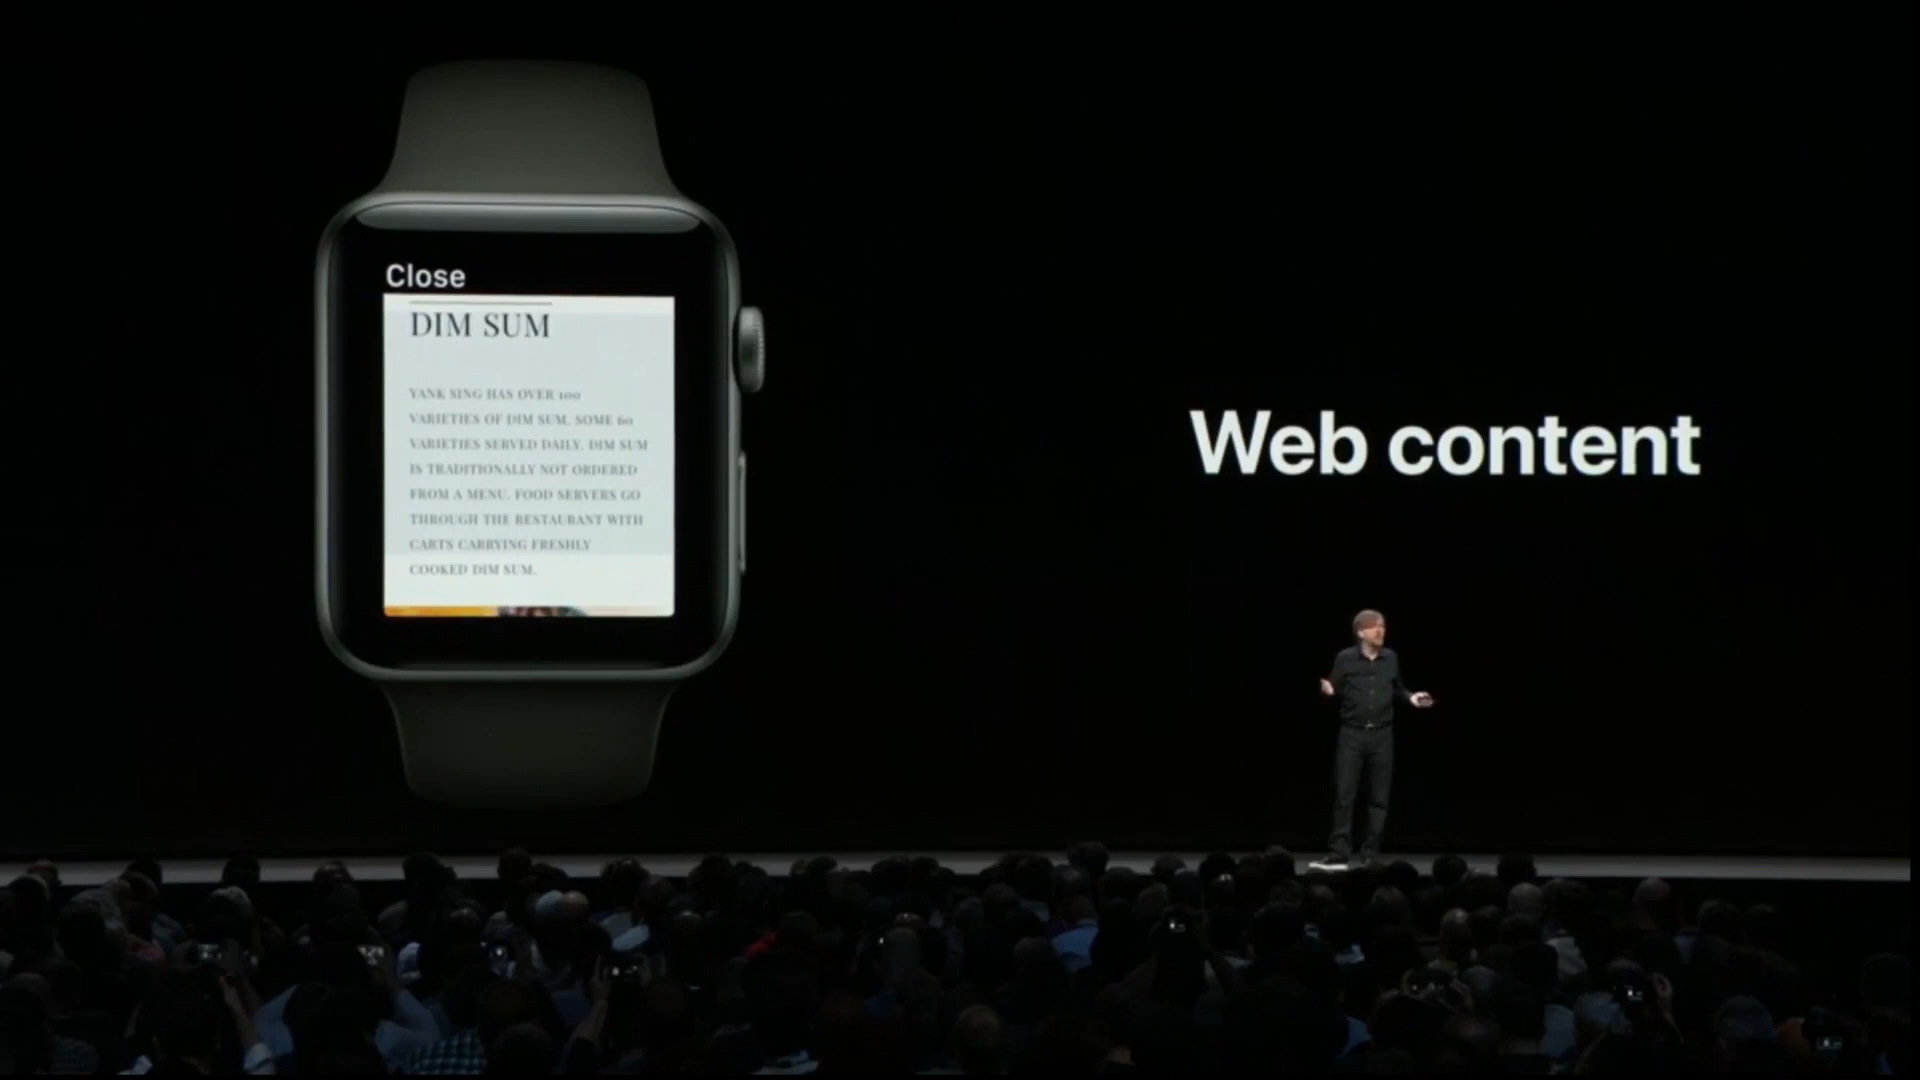 Close
DIM SUM
YANK SING HAS OVER 100
VARIETIES OF DIM SUM, SOME 60
VARIETIES SERVED DAILY. DIM SUM
IS TRADITIONALLY NOT ORDERED
FROM A MENU. FOOD SERVERS GO
THROUGH THE RESTAURANT WITH
CARTS CARRYING FRESHLY
COOKED DIM SUM.
Web content